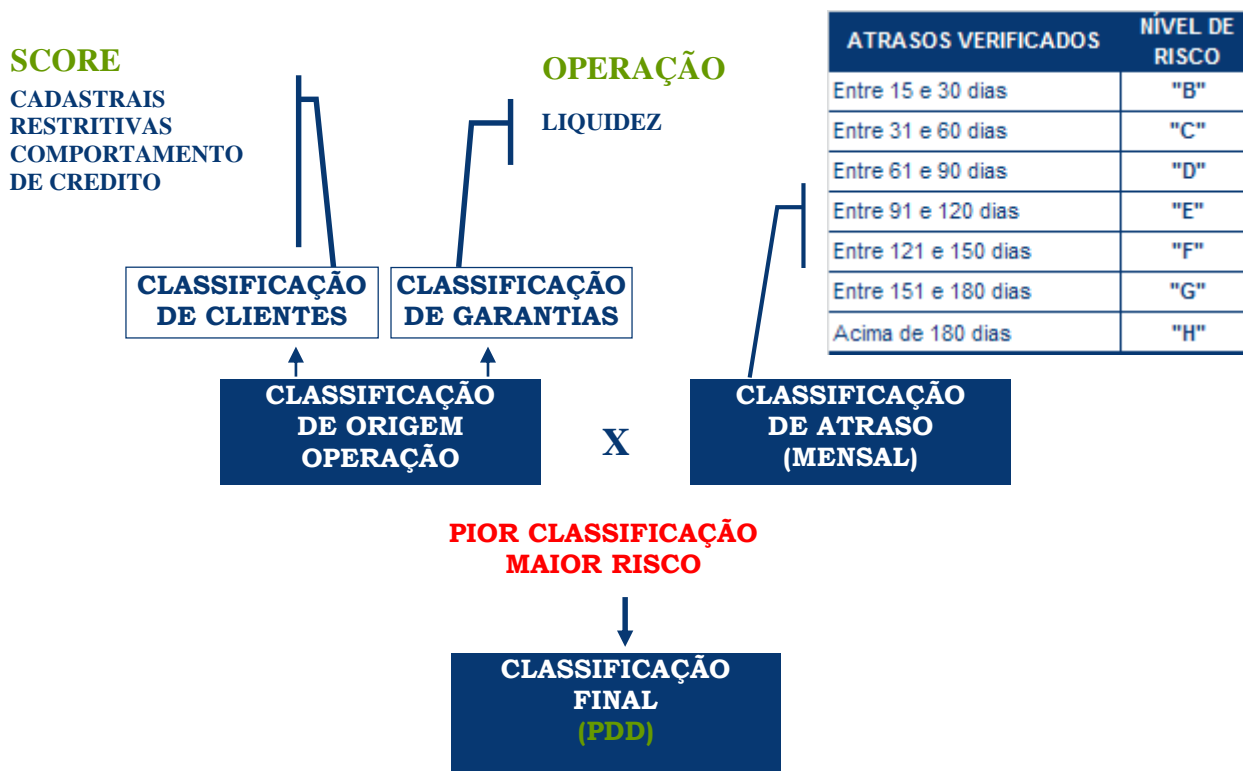 SCORE
CADASTRAIS
RESTRITIVAS
COMPORTAMENTO
DE CREDITO
OPERAÇÃO
LIQUIDEZ
ATRASOS VERIFICADOS
NÍVEL DE
RISCO
Entre 15 e 30 dias "B"
Entre 31 e 60 dias "C"
Entre 61 e 90 dias "D"
Entre 91 e 120 dias "E"
Entre 121 e 150 dias "F"
Entre 151 e 180 dias "G"
Acima de 180 dias "H"
CLASSIFICAÇÃO
DE CLIENTES
CLASSIFICAÇÃO
DE GARANTIAS
CLASSIFICAÇÃO
DE ORIGEM
OPERAÇÃO
X
CLASSIFICAÇÃO
DE ATRASO
(MENSAL)
PIOR CLASSIFICAÇÃO
MAIOR RISCO
CLASSIFICAÇÃO
FINAL
(PDD)